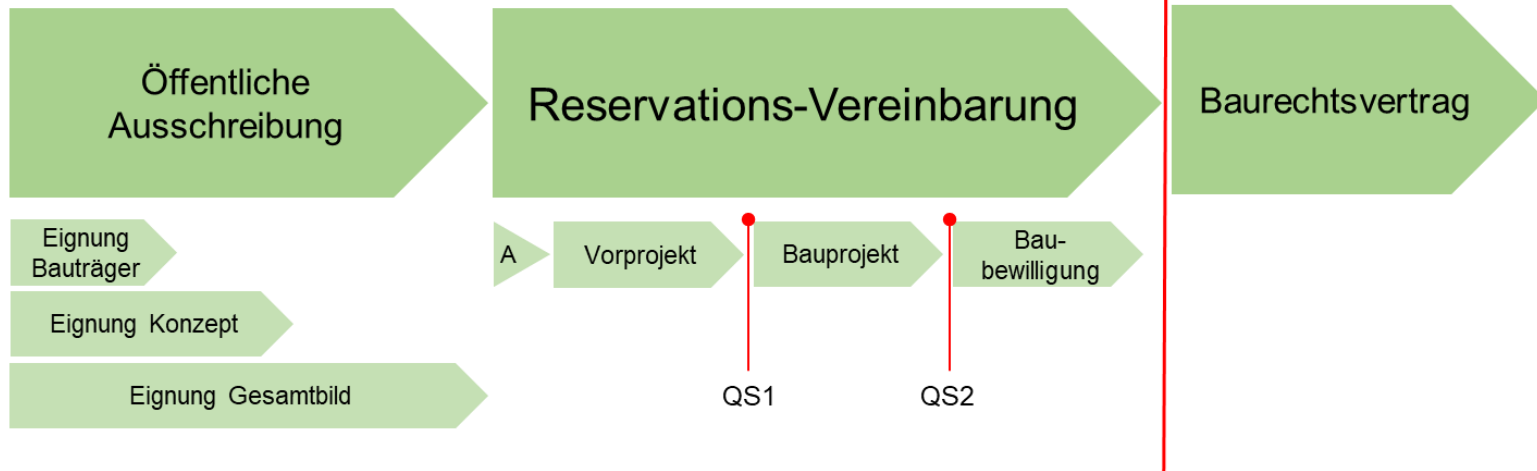 Öffentliche
Ausschreibung
Reservations-Vereinbarung
Baurechtsvertrag
Eignung
Bauträger
Eignung Konzept
Eignung Gesamtbild
A
Vorprojekt
Bauprojekt
Bau-
bewilligung
QS1
QS2